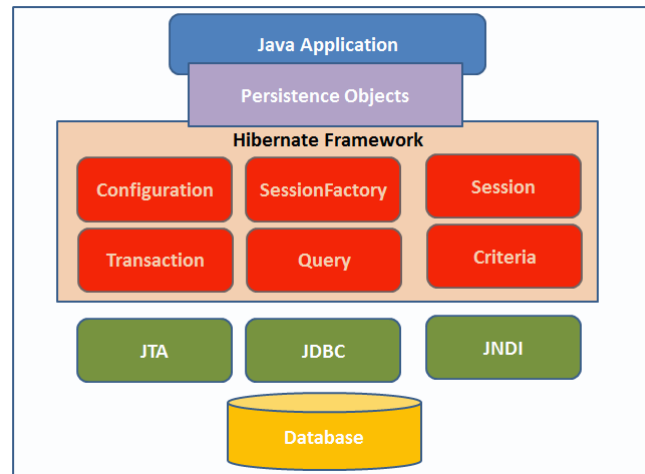 Java Application
Persistence Objects
Hibernate Framework
Configuration
SessionFactory
Session
Transaction
Query
Criteria
JTA
JDBC
JNDI
Database